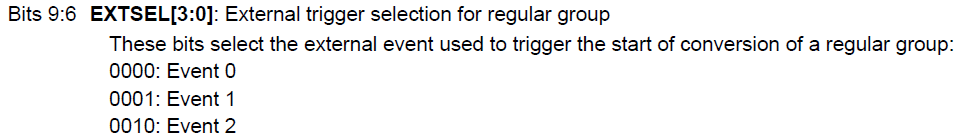 Bits 9:6 EXTSEL[3:0]: External trigger selection for regular group
These bits select the external event used to trigger the start of conversion of a regular group:
0000: Event 0
0001: Event 1
0010: Event 2